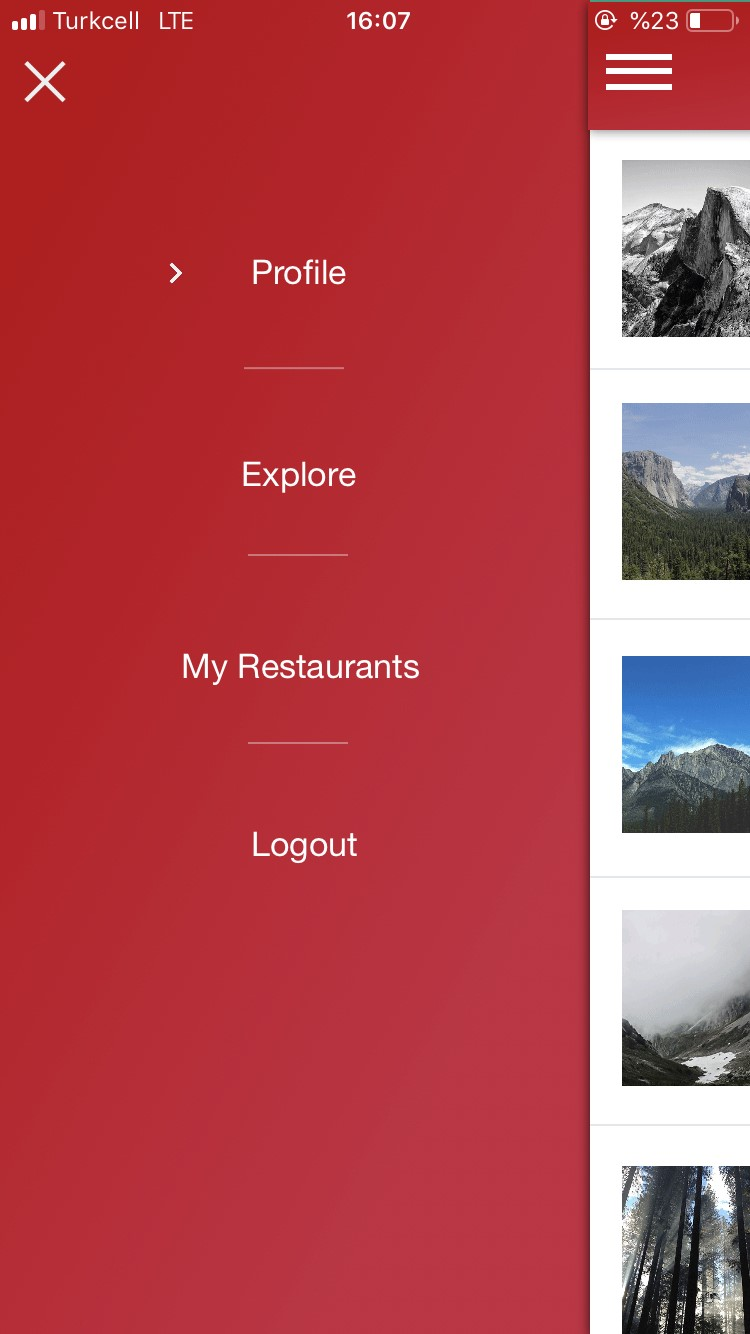 Turkcell LTE 16:07 %23
Profile
Explore
My Restaurants
Logout